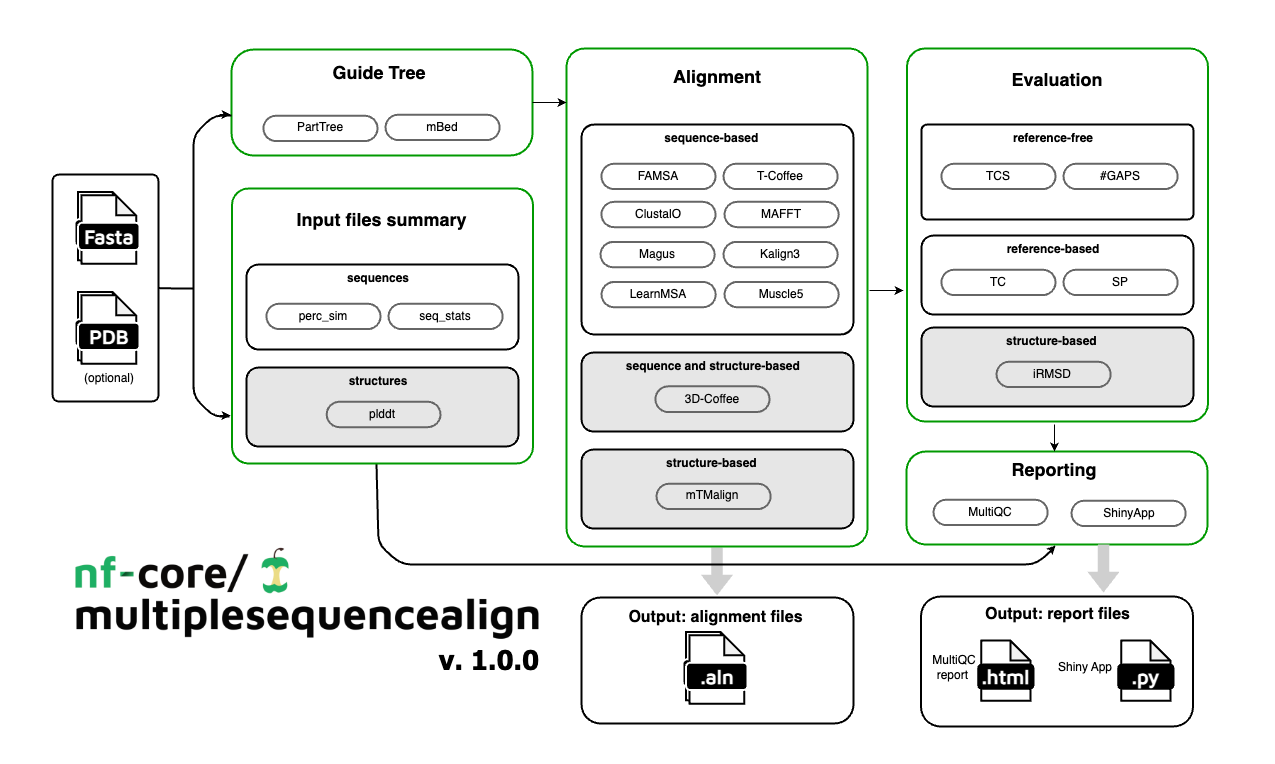 Fasta
PDB
(optional)
Guide Tree
PartTree
mBed
Input files summary
sequences
perc_sim
seq_stats
structures
plddt
Alignment
sequence-based
FAMSA
T-Coffee
ClustalO
MAFFT
Magus
Kalign3
LearnMSA
Muscle5
sequence and structure-based
3D-Coffee
structure-based
mTMalign
Evaluation
reference-free
TCS
#GAPS
reference-based
TC
SP
structure-based
iRMSD
Reporting
MultiQC
ShinyApp
nf-core/
multiplesequencealign
v. 1.0.0
Output: alignment files
.aln
Output: report files
MultiQC
report
.html
Shiny App
.py